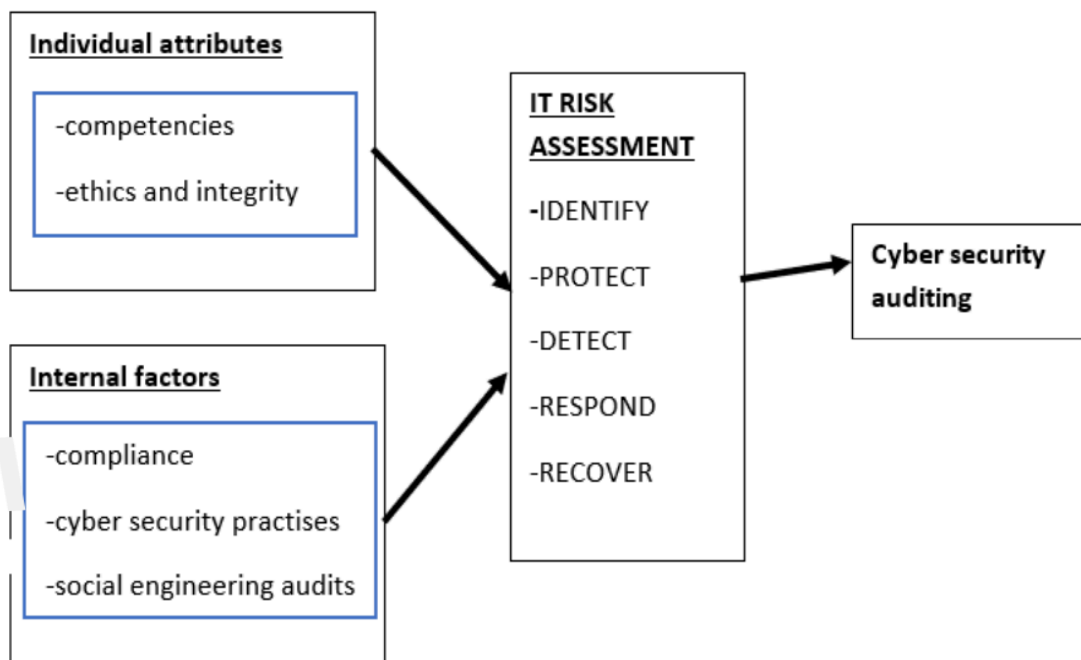 Individual attributes
-competencies
-ethics and integrity
Internal factors
-compliance
-cyber security practises
-social engineering audits
IT RISK
ASSESSMENT
-IDENTIFY
-PROTECT
-DETECT
-RESPOND
-RECOVER
Cyber security
auditing